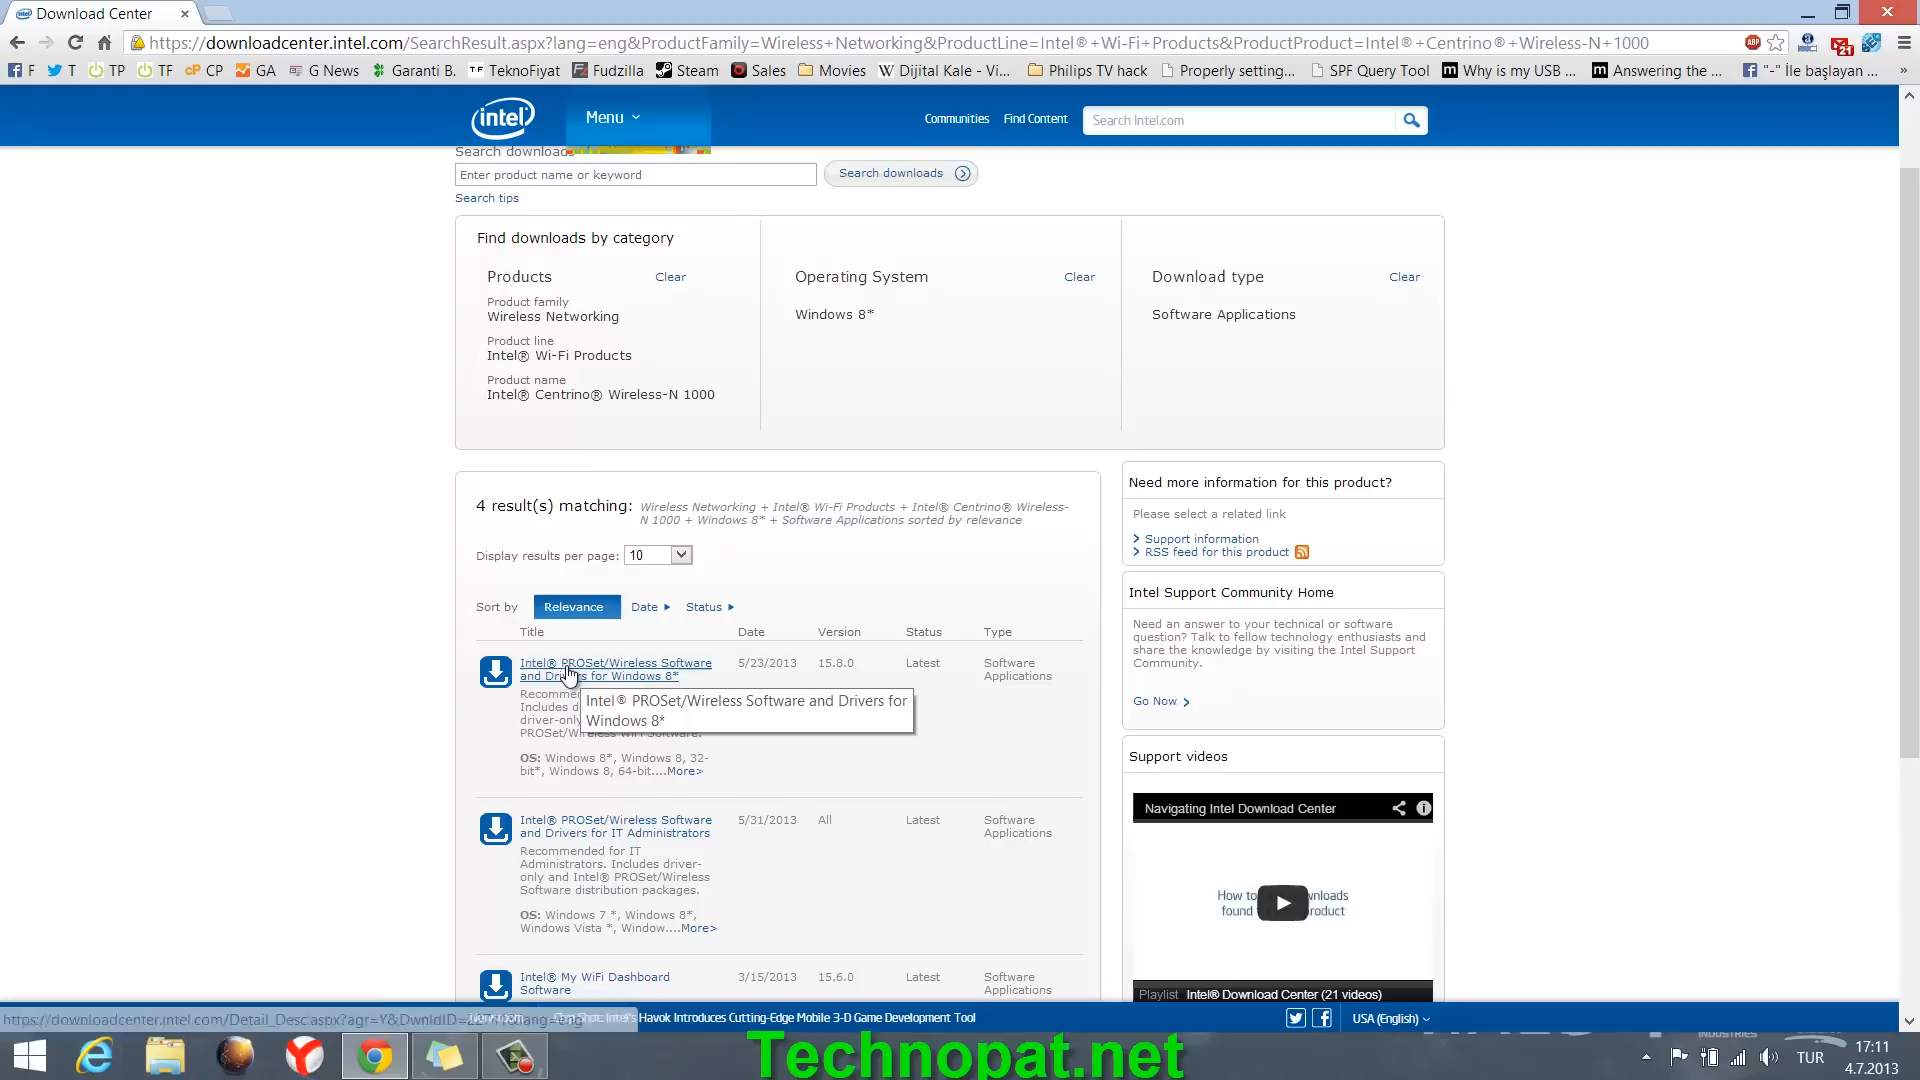 Download Center
https://downloadcenter.intel.com/SearchResult.aspx?lang=eng&ProductFamily=Wireless+Networking&ProductLine=Intel®+Wi-Fi+Products&ProductProduct=Intel®+Centrino®+Wireless-N+1000
ABP
21
F T TP TF CP GA G News Garanti B. TeknoFiyat Fudzilla Steam Sales Movies Dijital Kale - Vi... Philips TV hack Properly setting... SPF Query Tool Why is my USB ... Answering the ... "-" İle başlayan ... »
intel Menu Communities Find Content Search Intel.com
Search downloads
Enter product name or keyword Search downloads
Search tips
Find downloads by category
Products Clear Operating System Clear Download type Clear
Product family
Wireless Networking Windows 8* Software Applications
Product line
Intel® Wi-Fi Products
Product name
Intel® Centrino® Wireless-N 1000
4 result(s) matching: Wireless Networking + Intel® Wi-Fi Products + Intel® Centrino® Wireless-
N 1000 + Windows 8* + Software Applications sorted by relevance
Display results per page: 10
Sort by Relevance Date Status
Title Date Version Status Type
Intel® PROSet/Wireless Software 5/23/2013 15.8.0 Latest Software
and Drivers for Windows 8* Applications
Includes
driver-only
PROSet/Wireless WiFi Software.
Intel® PROSet/Wireless Software and Drivers for
Windows 8*
OS: Windows 8*, Windows 8, 32-
bit*, Windows 8, 64-bit....More>
Intel® PROSet/Wireless Software 5/31/2013 All Latest Software
and Drivers for IT Administrators Applications
Recommended for IT
Administrators. Includes driver-
only and Intel® PROSet/Wireless
Software distribution packages.
OS: Windows 7 *, Windows 8*,
Windows Vista *, Window....More>
Intel® My WiFi Dashboard 3/15/2013 15.6.0 Latest Software
Software Applications
Need more information for this product?
Please select a related link
Support information
RSS feed for this product
Intel Support Community Home
Need an answer to your technical or software
question? Talk to fellow technology enthusiasts and
share the knowledge by visiting the Intel Support
Community.
Go Now
Support videos
Navigating Intel Download Center
Playlist Intel® Download Center (21 videos)
Havok Introduces Cutting-Edge Mobile 3-D Game Development Tool USA (English)
Technopat.net
TUR 17:11
4.7.2013